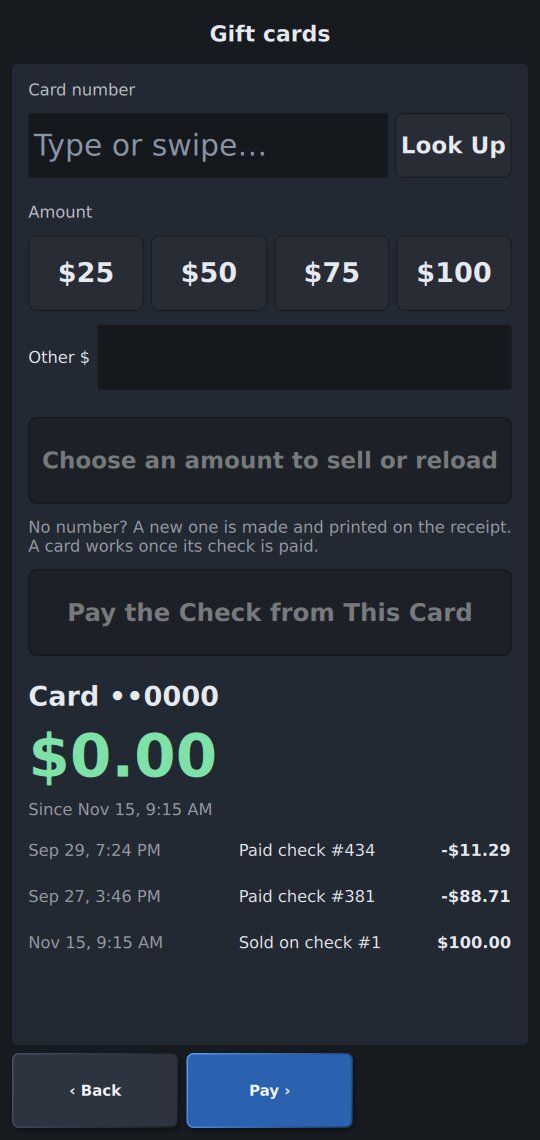 Gift cards
Card number
Type or swipe...
Look Up
Amount
$25
$50
$75
$100
Other $
Choose an amount to sell or reload
No number? A new one is made and printed on the receipt.
A card works once its check is paid.
Pay the Check from This Card
Card ••0000
$0.00
Since Nov 15, 9:15 AM
Sep 29, 7:24 PM Paid check #434 -$11.29
Sep 27, 3:46 PM Paid check #381 -$88.71
Nov 15, 9:15 AM Sold on check #1 $100.00
‹ Back
Pay ›